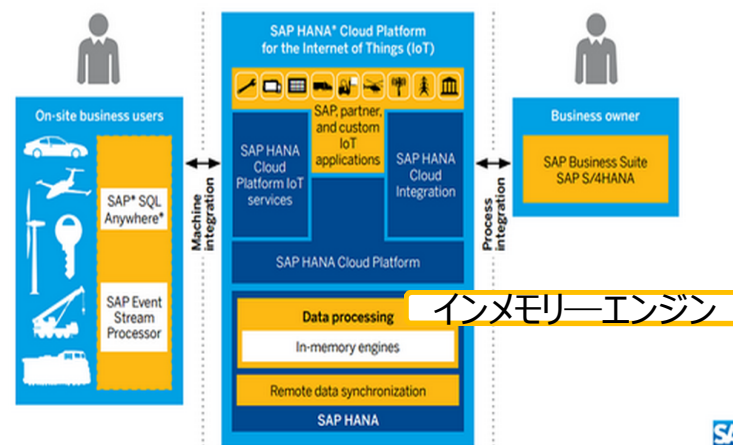 SAP HANA* Cloud Platform
for the Internet of Things (IoT)
On-site business users
SAP* SQL
Anywhere*
SAP Event
Stream
Processor
Machine
integration
SAP, partner,
and custom
IoT
applications
SAP HANA
Cloud
Platform IoT
services
SAP HANA
Cloud
Integration
SAP HANA Cloud Platform
Data processing
In-memory engines
Remote data synchronization
SAP HANA
インメモリ―エンジン
Process
integration
Business owner
SAP Business Suite
SAP S/4HANA